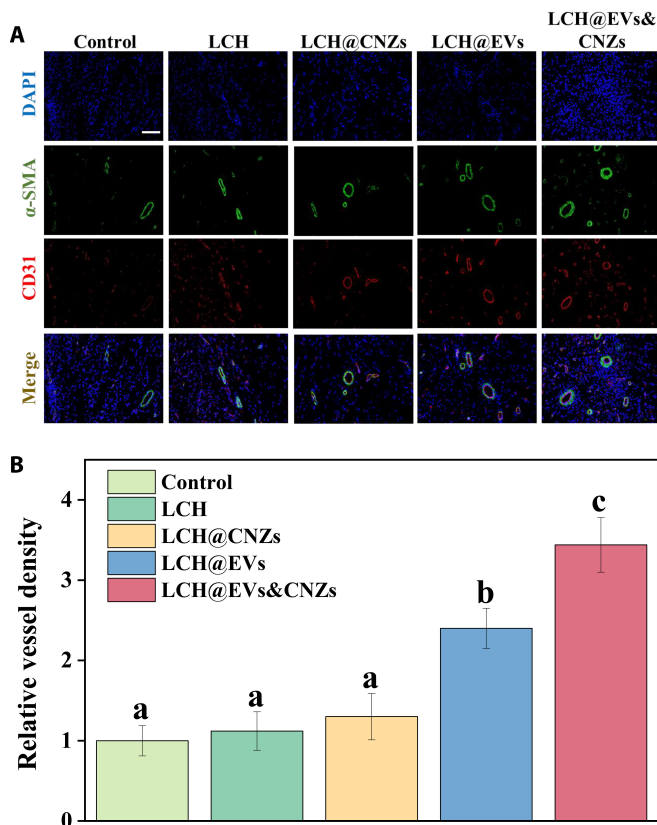 A
Control
LCH
LCH@CNZs
LCH@EVs
LCH@EVs&
CNZs
DAPI
α-SMA
CD31
Merge
B
Relative vessel density
4
3
2
1
0
Control
LCH
LCH@CNZs
LCH@EVs
LCH@EVs&CNZs
a
a
a
b
c